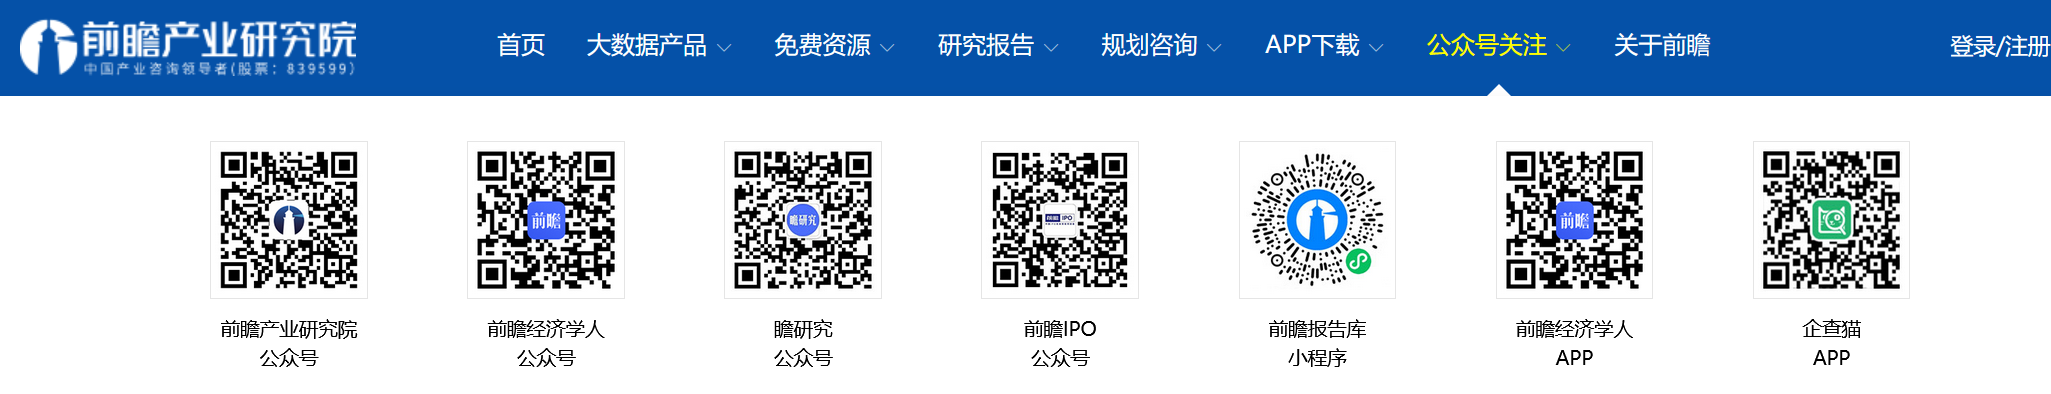 前瞻产业研究院
中国产业咨询领导者(股票：839599)
首页 大数据产品 免费资源 研究报告 规划咨询 APP下载 公众号关注 关于前瞻 登录/注册
前瞻 瞻研究 前瞻 IPO 前瞻
前瞻产业研究院 前瞻经济学人 瞻研究 前瞻IPO 前瞻报告库 前瞻经济学人 企查猫
公众号 公众号 公众号 公众号 小程序 APP APP